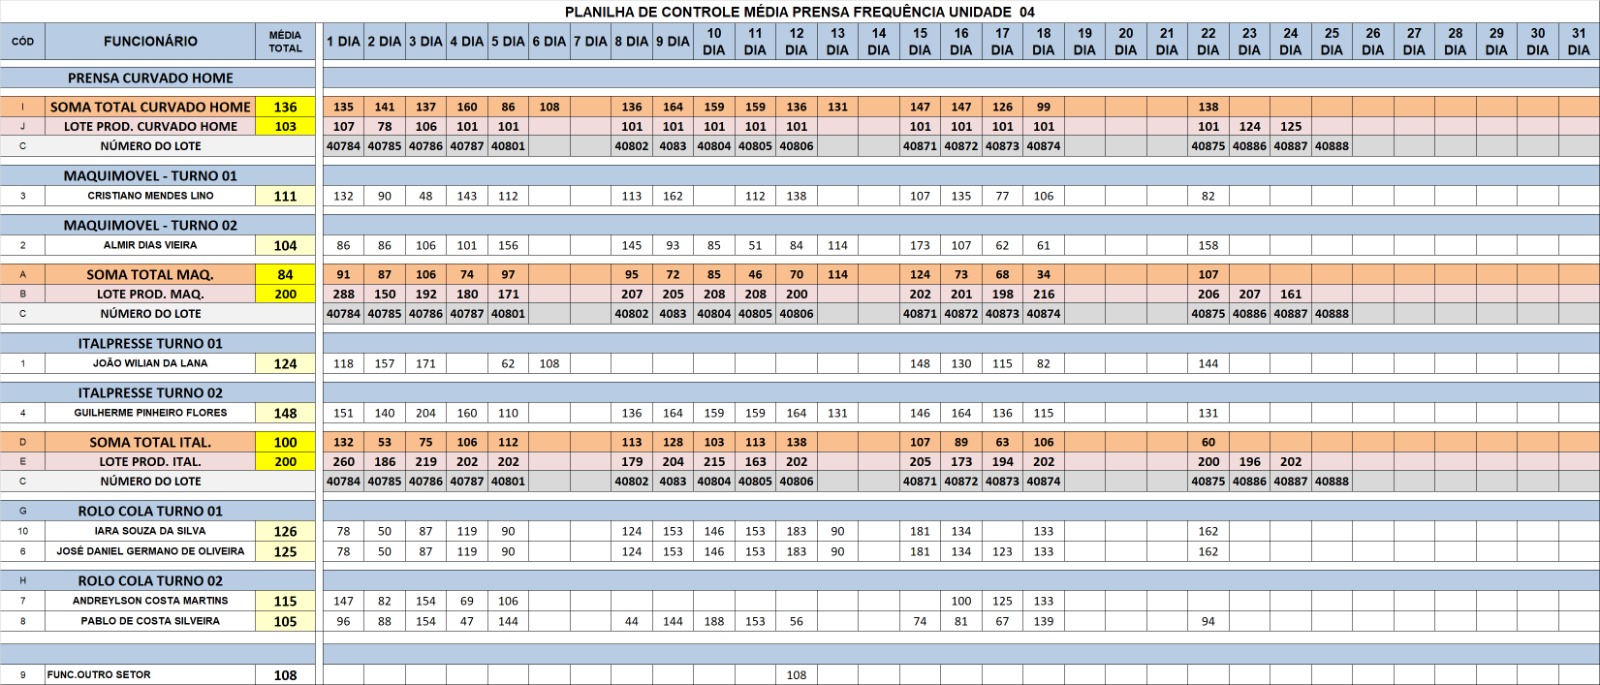 PLANILHA DE CONTROLE MÉDIA PRENSA FREQUÊNCIA UNIDADE 04
CÓD FUNCIONÁRIO MÉDIA TOTAL 1 DIA 2 DIA 3 DIA 4 DIA 5 DIA 6 DIA 7 DIA 8 DIA 9 DIA 10 DIA 11 DIA 12 DIA 13 DIA 14 DIA 15 DIA 16 DIA 17 DIA 18 DIA 19 DIA 20 DIA 21 DIA 22 DIA 23 DIA 24 DIA 25 DIA 26 DIA 27 DIA 28 DIA 29 DIA 30 DIA 31 DIA
PRENSA CURVADO HOME
I SOMA TOTAL CURVADO HOME 136 135 141 137 160 86 108 136 164 159 159 136 131 147 147 126 99 138
J LOTE PROD. CURVADO HOME 103 107 78 106 101 101 101 101 101 101 101 101 101 101 101 101 124 125
C NÚMERO DO LOTE 40784 40785 40786 40787 40801 40802 4083 40804 40805 40806 40871 40872 40873 40874 40875 40886 40887 40888
MAQUIMOVEL - TURNO 01
3 CRISTIANO MENDES LINO 111 132 90 48 143 112 113 162 112 138 107 135 77 106 82
MAQUIMOVEL - TURNO 02
2 ALMIR DIAS VIEIRA 104 86 86 106 101 156 145 93 85 51 84 114 173 107 62 61 158
A SOMA TOTAL MAQ. 84 91 87 106 74 97 95 72 85 46 70 114 124 73 68 34 107
B LOTE PROD. MAQ. 200 288 150 192 180 171 207 205 208 208 200 202 201 198 216 206 207 161
C NÚMERO DO LOTE 40784 40785 40786 40787 40801 40802 4083 40804 40805 40806 40871 40872 40873 40874 40875 40886 40887 40888
ITALPRESSE TURNO 01
1 JOÃO WILIAN DA LANA 124 118 157 171 62 108 148 130 115 82 144
ITALPRESSE TURNO 02
4 GUILHERME PINHEIRO FLORES 148 151 140 204 160 110 136 164 159 159 164 131 146 164 136 115 131
D SOMA TOTAL ITAL. 100 132 53 75 106 112 113 128 103 113 138 107 89 63 106 60
E LOTE PROD. ITAL. 200 260 186 219 202 202 179 204 215 163 202 205 173 194 202 200 196 202
C NÚMERO DO LOTE 40784 40785 40786 40787 40801 40802 4083 40804 40805 40806 40871 40872 40873 40874 40875 40886 40887 40888
G ROLO COLA TURNO 01
10 IARA SOUZA DA SILVA 126 78 50 87 119 90 124 153 146 153 183 90 181 134 133 162
6 JOSÉ DANIEL GERMANO DE OLIVEIRA 125 78 50 87 119 90 124 153 146 153 183 90 181 134 123 133 162
H ROLO COLA TURNO 02
7 ANDREYLSON COSTA MARTINS 115 147 82 154 69 106 100 125 133
8 PABLO DE COSTA SILVEIRA 105 96 88 154 47 144 44 144 188 153 56 74 81 67 139 94
9 FUNC.OUTRO SETOR 108 108